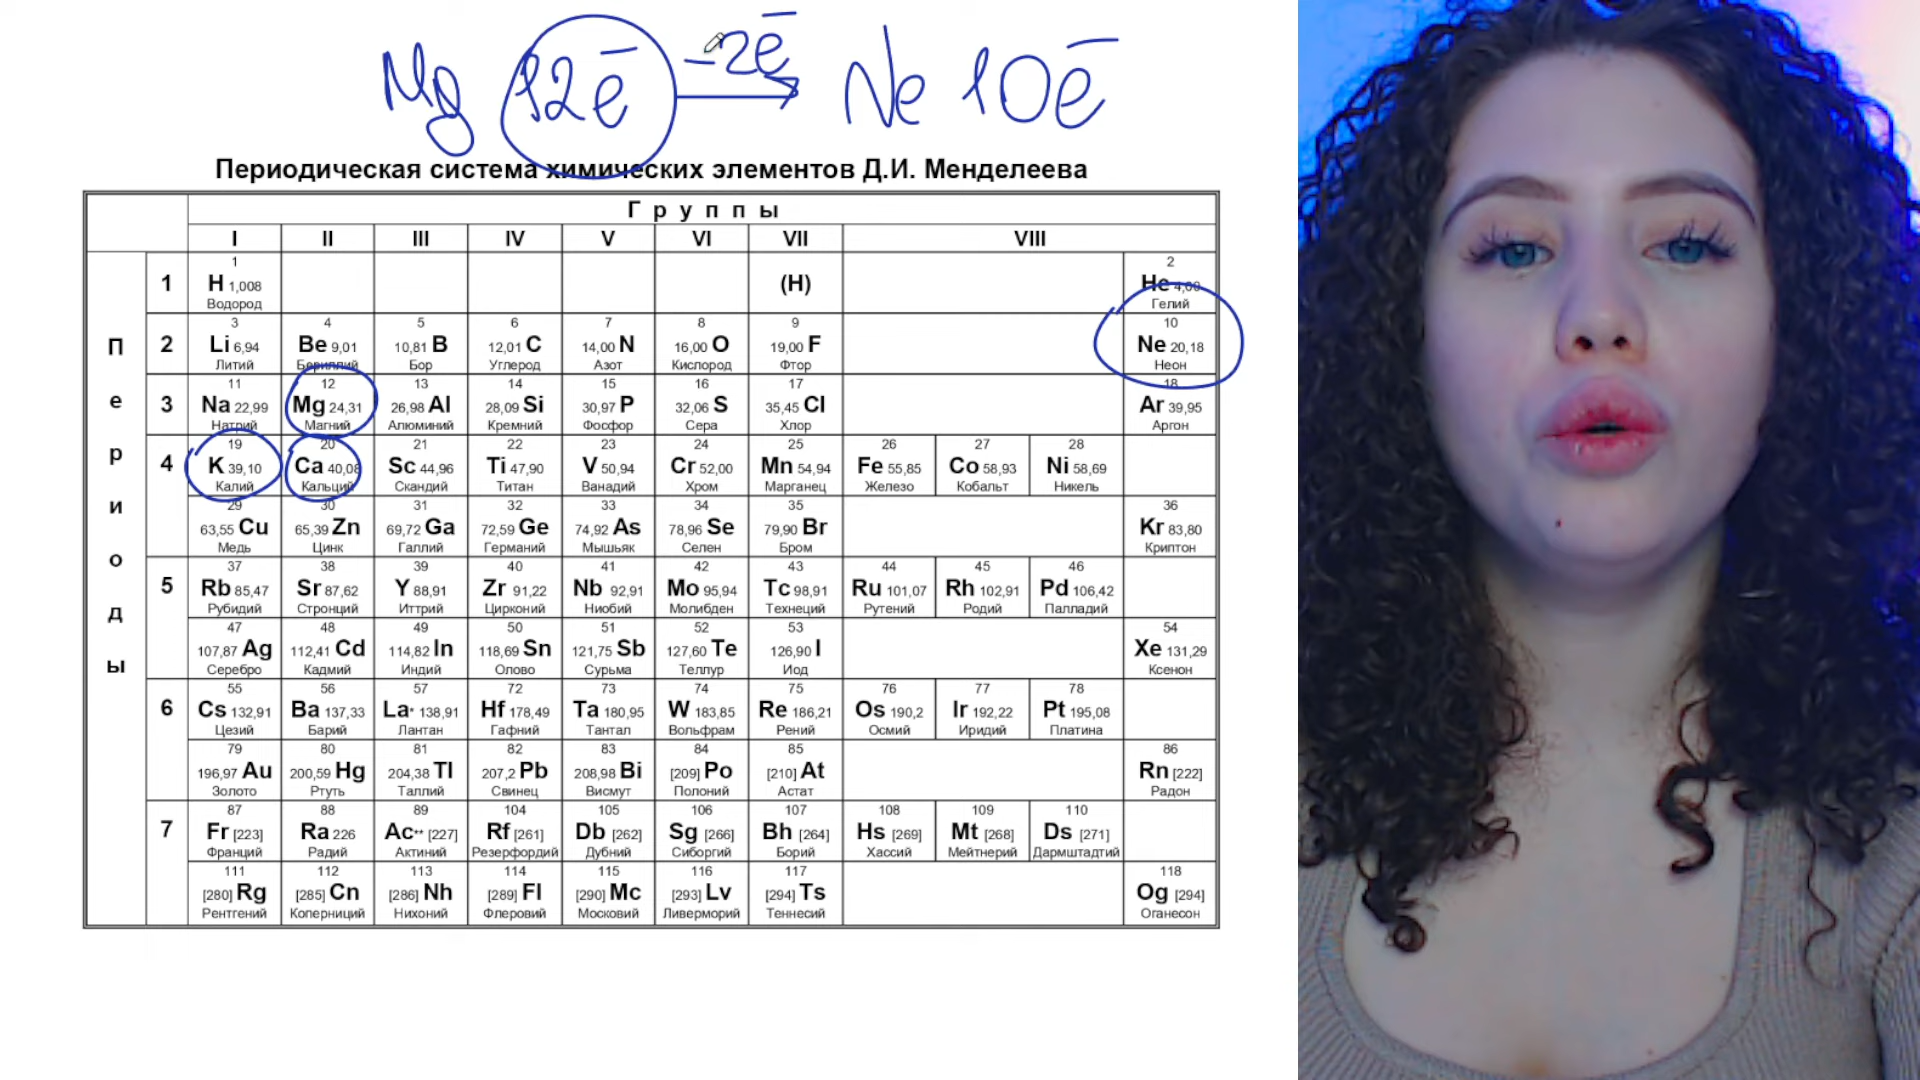 Mg 12ē -2ē Ne 10ē
Периодическая система химических элементов Д.И. Менделеева
Группы
I II III IV V VI VII VIII
Периоды
1
1 2
H 1,008 (H) He 4,00
Водород Гелий
2
3 4 5 6 7 8 9 10
Li 6,94 Be 9,01 10,81 B 12,01 C 14,00 N 16,00 O 19,00 F Ne 20,18
Литий Бериллий Бор Углерод Азот Кислород Фтор Неон
3
11 12 13 14 15 16 17 18
Na 22,99 Mg 24,31 26,98 Al 28,09 Si 30,97 P 32,06 S 35,45 Cl Ar 39,95
Натрий Магний Алюминий Кремний Фосфор Сера Хлор Аргон
4
19 20 21 22 23 24 25 26 27 28
K 39,10 Ca 40,08 Sc 44,96 Ti 47,90 V 50,94 Cr 52,00 Mn 54,94 Fe 55,85 Co 58,93 Ni 58,69
Калий Кальций Скандий Титан Ванадий Хром Марганец Железо Кобальт Никель
29 30 31 32 33 34 35 36
63,55 Cu 65,39 Zn 69,72 Ga 72,59 Ge 74,92 As 78,96 Se 79,90 Br Kr 83,80
Медь Цинк Галлий Германий Мышьяк Селен Бром Криптон
5
37 38 39 40 41 42 43 44 45 46
Rb 85,47 Sr 87,62 Y 88,91 Zr 91,22 Nb 92,91 Mo 95,94 Tc 98,91 Ru 101,07 Rh 102,91 Pd 106,42
Рубидий Стронций Иттрий Цирконий Ниобий Молибден Технеций Рутений Родий Палладий
47 48 49 50 51 52 53 54
107,87 Ag 112,41 Cd 114,82 In 118,69 Sn 121,75 Sb 127,60 Te 126,90 I Xe 131,29
Серебро Кадмий Индий Олово Сурьма Теллур Иод Ксенон
6
55 56 57 72 73 74 75 76 77 78
Cs 132,91 Ba 137,33 La* 138,91 Hf 178,49 Ta 180,95 W 183,85 Re 186,21 Os 190,2 Ir 192,22 Pt 195,08
Цезий Барий Лантан Гафний Тантал Вольфрам Рений Осмий Иридий Платина
79 80 81 82 83 84 85 86
196,97 Au 200,59 Hg 204,38 Tl 207,2 Pb 208,98 Bi [209] Po [210] At Rn [222]
Золото Ртуть Таллий Свинец Висмут Полоний Астат Радон
7
87 88 89 104 105 106 107 108 109 110
Fr [223] Ra 226 Ac** [227] Rf [261] Db [262] Sg [266] Bh [264] Hs [269] Mt [268] Ds [271]
Франций Радий Актиний Резерфордий Дубний Сиборгий Борий Хассий Мейтнерий Дармштадтий
111 112 113 114 115 116 117 118
[280] Rg [285] Cn [286] Nh [289] Fl [290] Mc [293] Lv [294] Ts Og [294]
Рентгений Коперниций Нихоний Флеровий Московий Ливерморий Теннесий Оганесон